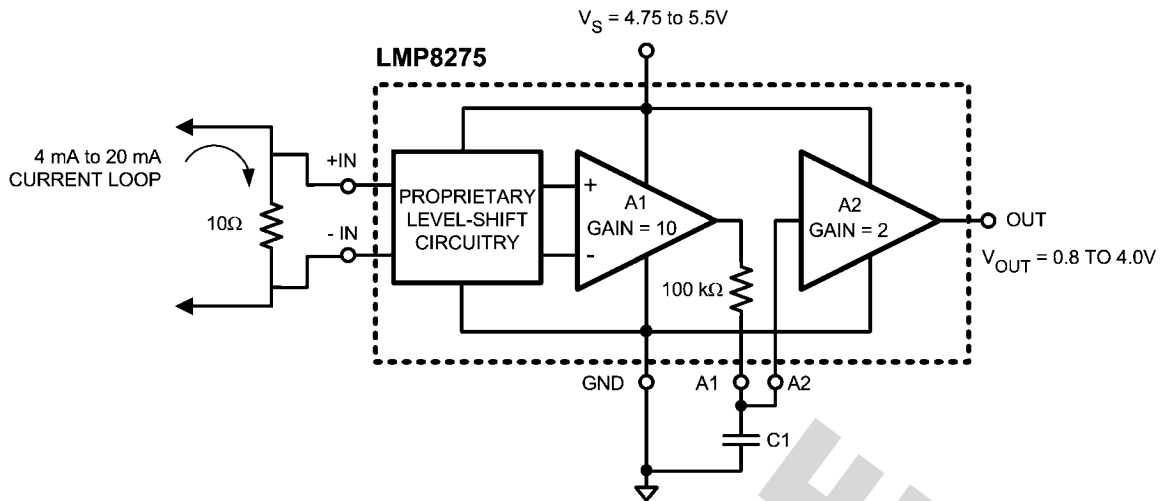 V_S = 4.75 to 5.5V
LMP8275
4 mA to 20 mA
CURRENT LOOP
10Ω
+IN
- IN
PROPRIETARY
LEVEL-SHIFT
CIRCUITRY
+
-
A1
GAIN = 10
100 kΩ
A2
GAIN = 2
OUT
V_OUT = 0.8 TO 4.0V
GND
A1
A2
C1